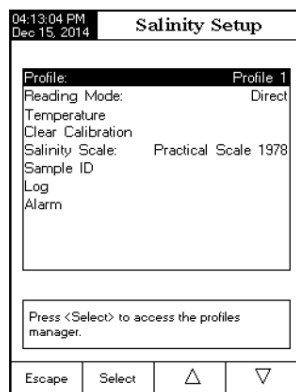 04:13:04 PM
Dec 15, 2014
Salinity Setup
Profile: Profile 1
Reading Mode: Direct
Temperature
Clear Calibration
Salinity Scale: Practical Scale 1978
Sample ID
Log
Alarm
Press <Select> to access the profiles
manager.
Escape Select △ ▽